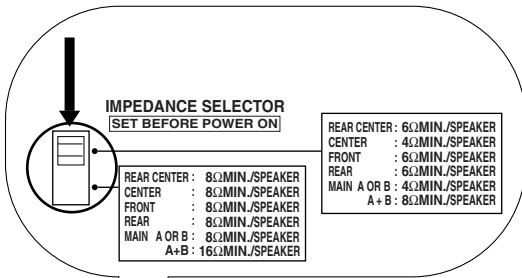 IMPEDANCE SELECTOR
SET BEFORE POWER ON
REAR CENTER : 6ΩMIN./SPEAKER
CENTER : 4ΩMIN./SPEAKER
FRONT : 6ΩMIN./SPEAKER
REAR : 6ΩMIN./SPEAKER
MAIN A OR B : 4ΩMIN./SPEAKER
A + B : 8ΩMIN./SPEAKER
REAR CENTER : 8ΩMIN./SPEAKER
CENTER : 8ΩMIN./SPEAKER
FRONT : 8ΩMIN./SPEAKER
REAR : 8ΩMIN./SPEAKER
MAIN A OR B : 8ΩMIN./SPEAKER
A+B : 16ΩMIN./SPEAKER